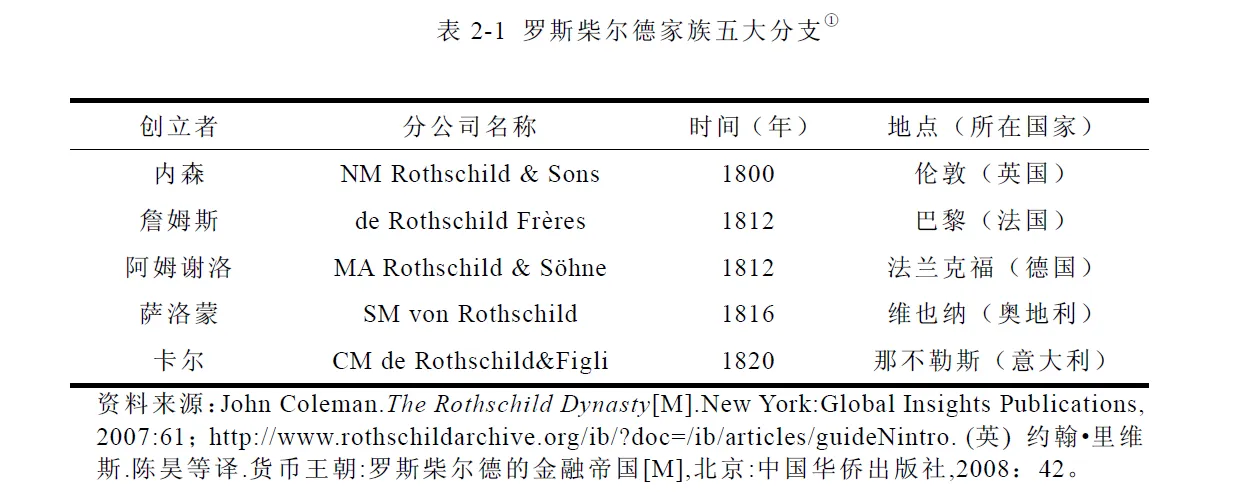 表 2-1 罗斯柴尔德家族五大分支①
创立者 分公司名称 时间（年） 地点（所在国家）
内森 NM Rothschild & Sons 1800 伦敦（英国）
詹姆斯 de Rothschild Frères 1812 巴黎（法国）
阿姆谢洛 MA Rothschild & Söhne 1812 法兰克福（德国）
萨洛蒙 SM von Rothschild 1816 维也纳（奥地利）
卡尔 CM de Rothschild&Figli 1820 那不勒斯（意大利）
资料来源:John Coleman.The Rothschild Dynasty[M].New York:Global Insights Publications,
2007:61；http://www.rothschildarchive.org/ib/?doc=/ib/articles/guideNintro. (英) 约翰•里维
斯.陈昊等译.货币王朝:罗斯柴尔德的金融帝国[M],北京:中国华侨出版社,2008：42。